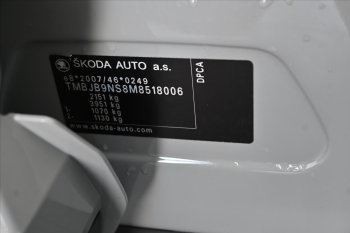 ŠKODA AUTO a.s.
e8*2007/46*0249
TMBJB9NS8M8518006
2151 kg
3951 kg
1: 1070 kg
2: 1130 kg
www.skoda-auto.com
DPCA